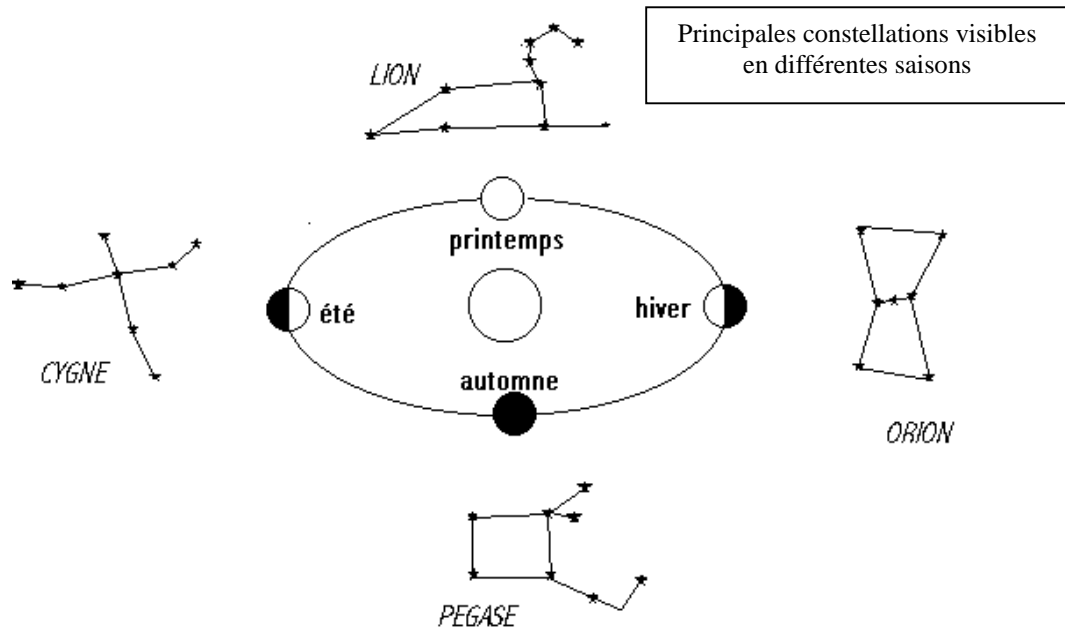 Principales constellations visibles
en différentes saisons
LION
printemps
été
hiver
CYGNE
automne
ORION
PEGASE